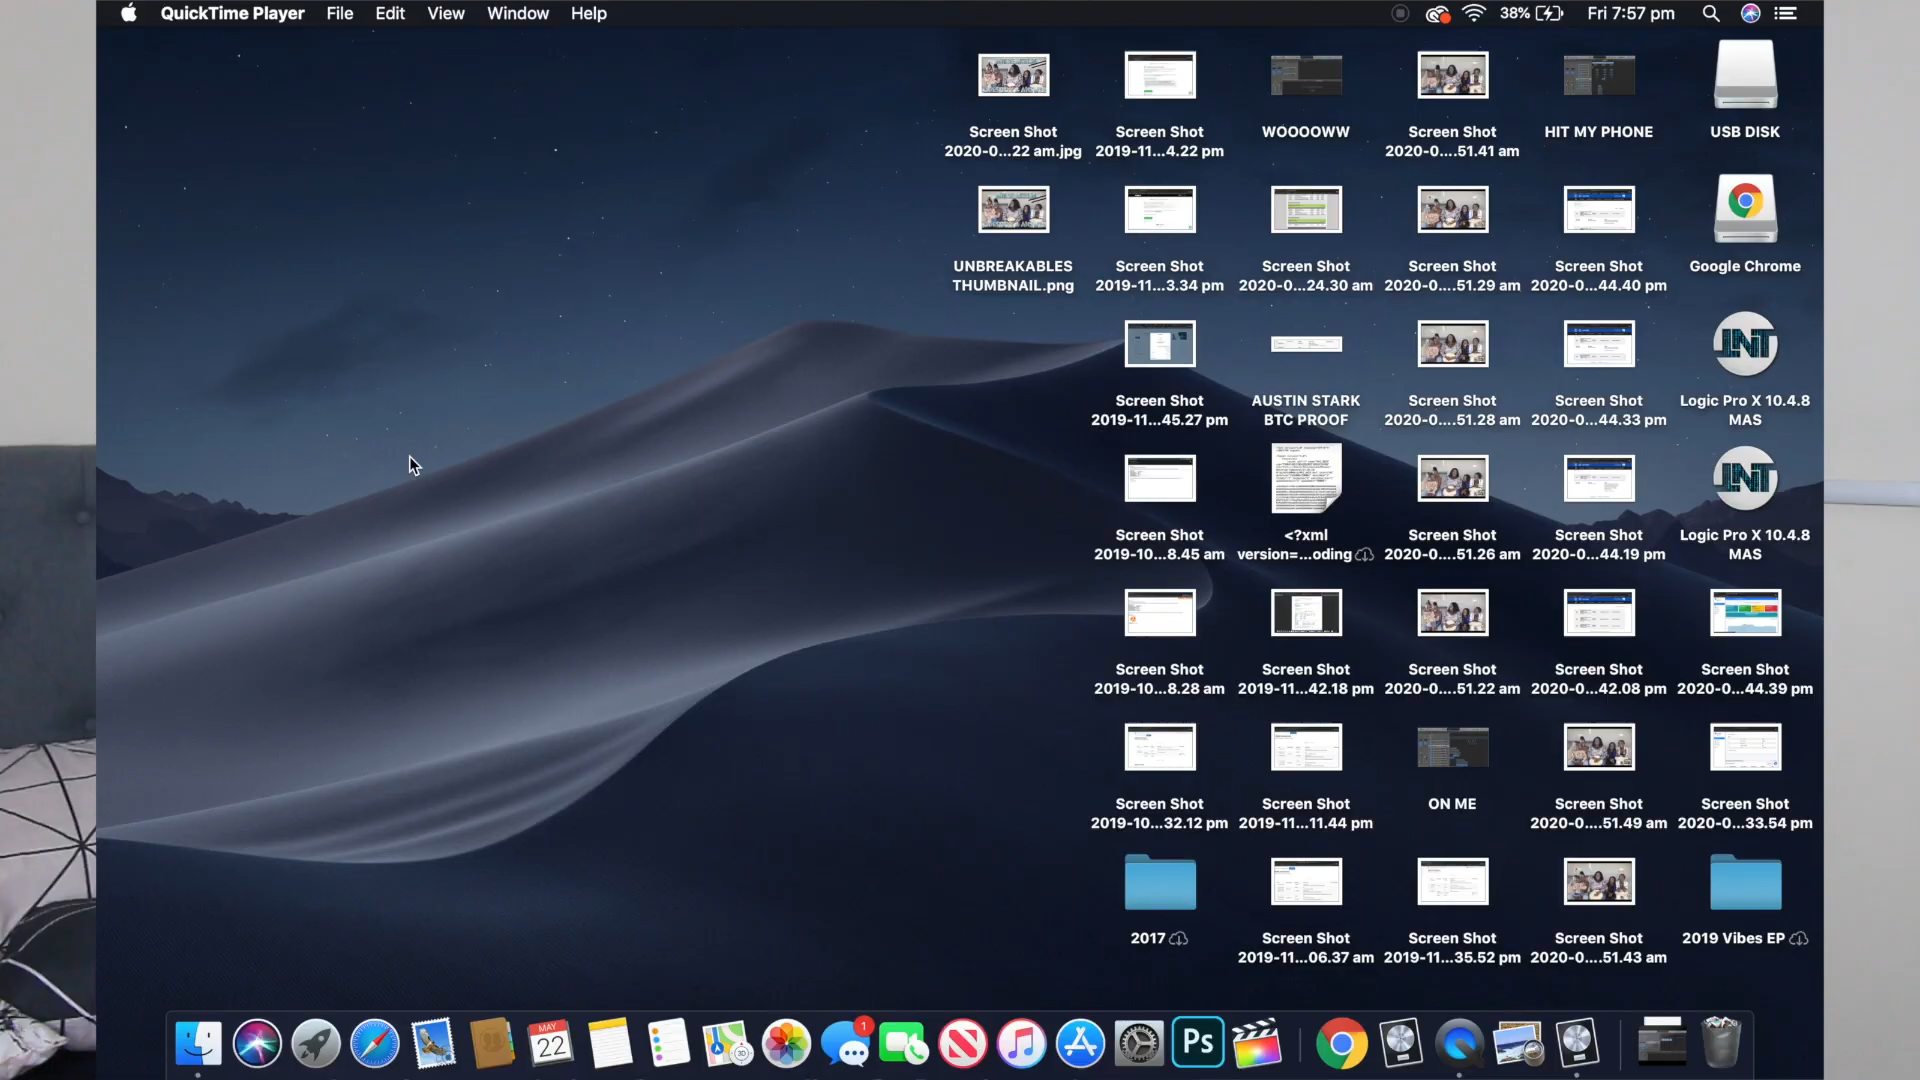 QuickTime Player File Edit View Window Help 38% Fri 7:57 pm
Screen Shot
2020-0...22 am.jpg
Screen Shot
2019-11...4.22 pm
WOOOOWW
Screen Shot
2020-0....51.41 am
HIT MY PHONE
USB DISK
UNBREAKABLES
THUMBNAIL.png
Screen Shot
2019-11...3.34 pm
Screen Shot
2020-0...24.30 am
Screen Shot
2020-0....51.29 am
Screen Shot
2020-0...44.40 pm
Google Chrome
Screen Shot
2019-11...45.27 pm
AUSTIN STARK
BTC PROOF
Screen Shot
2020-0....51.28 am
Screen Shot
2020-0...44.33 pm
JNT
Logic Pro X 10.4.8
MAS
Screen Shot
2019-10...8.45 am
<?xml
version=...oding
Screen Shot
2020-0....51.26 am
Screen Shot
2020-0...44.19 pm
JNT
Logic Pro X 10.4.8
MAS
Screen Shot
2019-10...8.28 am
Screen Shot
2019-11...42.18 pm
Screen Shot
2020-0....51.22 am
Screen Shot
2020-0...42.08 pm
Screen Shot
2020-0...44.39 pm
Screen Shot
2019-10...32.12 pm
Screen Shot
2019-11...11.44 pm
ON ME
Screen Shot
2020-0....51.49 am
Screen Shot
2020-0...33.54 pm
2017
Screen Shot
2019-11...06.37 am
Screen Shot
2019-11...35.52 pm
Screen Shot
2020-0....51.43 am
2019 Vibes EP
MAY
22
3D
1
Ps